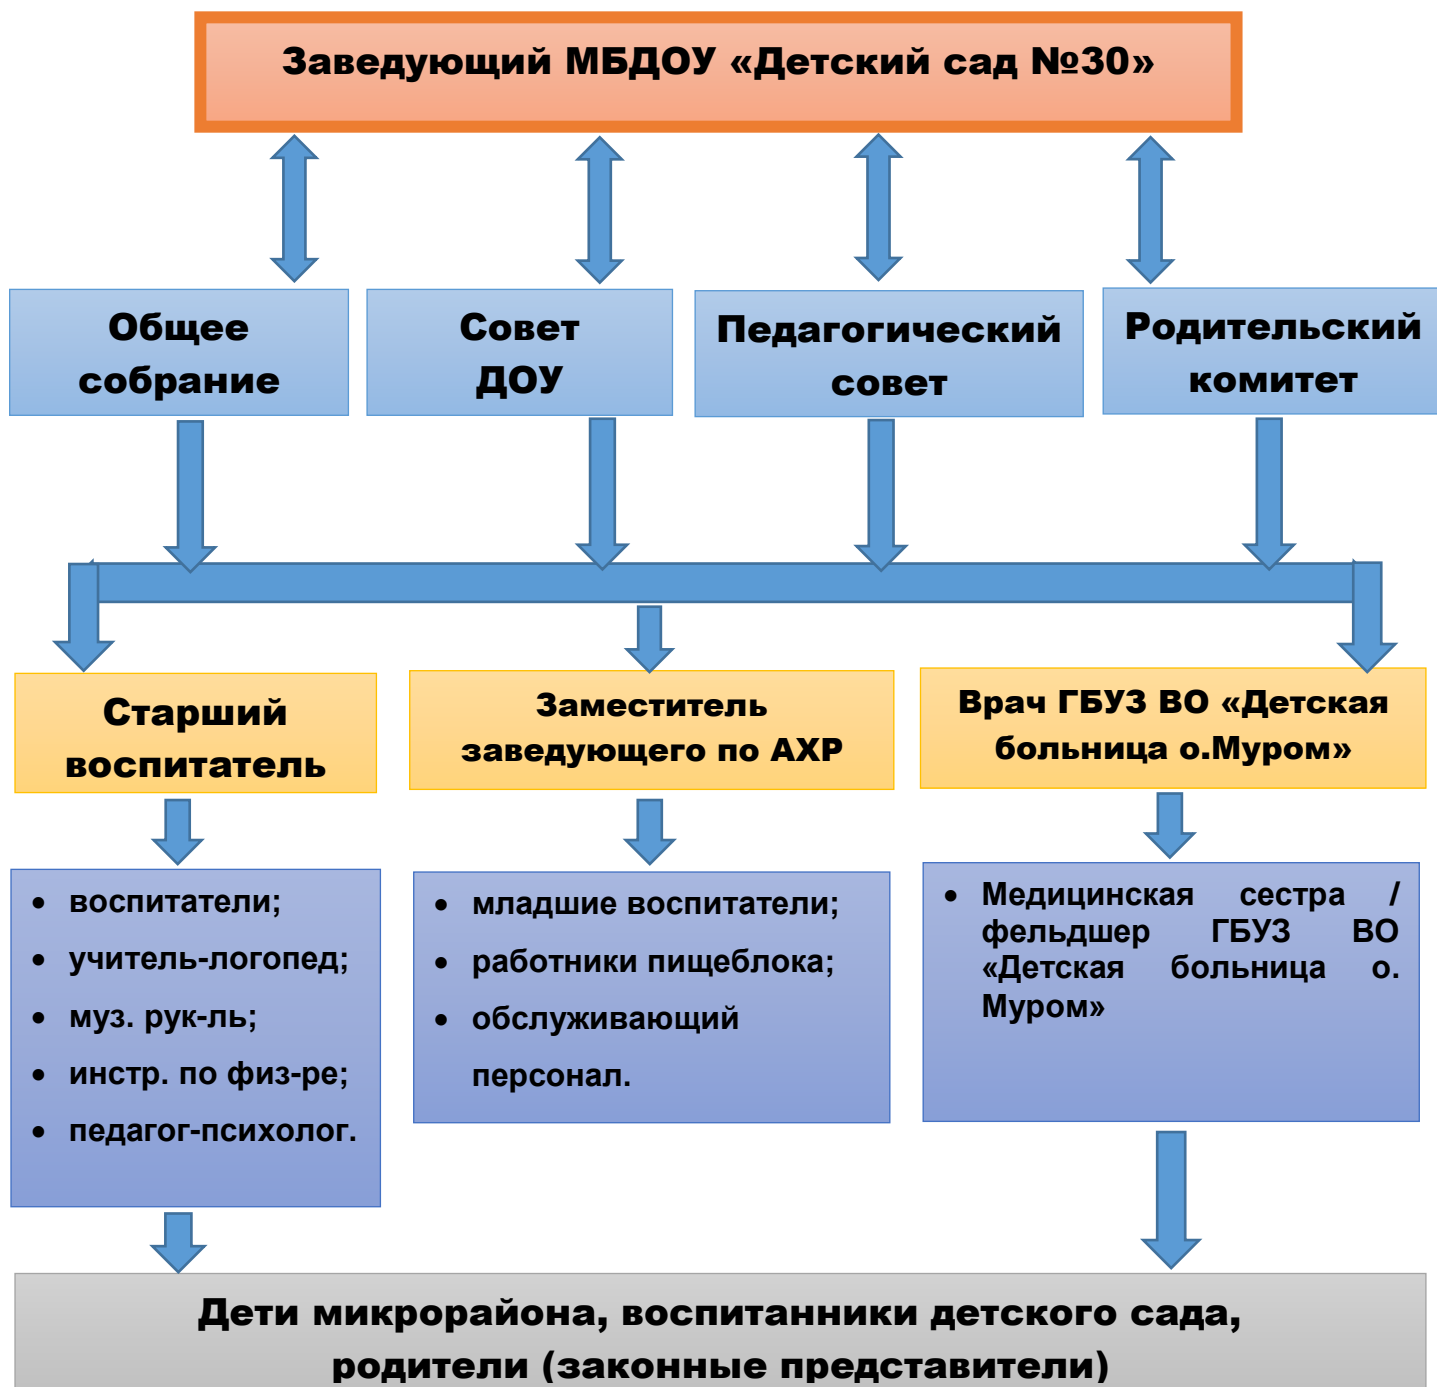 Заведующий МБДОУ «Детский сад №30»
Общее
собрание
Совет
ДОУ
Педагогический
совет
Родительский
комитет
Старший
воспитатель
Заместитель
заведующего по АХР
Врач ГБУЗ ВО «Детская
больница о.Муром»
• воспитатели;
• учитель-логопед;
• муз. рук-ль;
• инстр. по физ-ре;
• педагог-психолог.
• младшие воспитатели;
• работники пищеблока;
• обслуживающий
персонал.
• Медицинская сестра /
фельдшер ГБУЗ ВО
«Детская больница о.
Муром»
Дети микрорайона, воспитанники детского сада,
родители (законные представители)